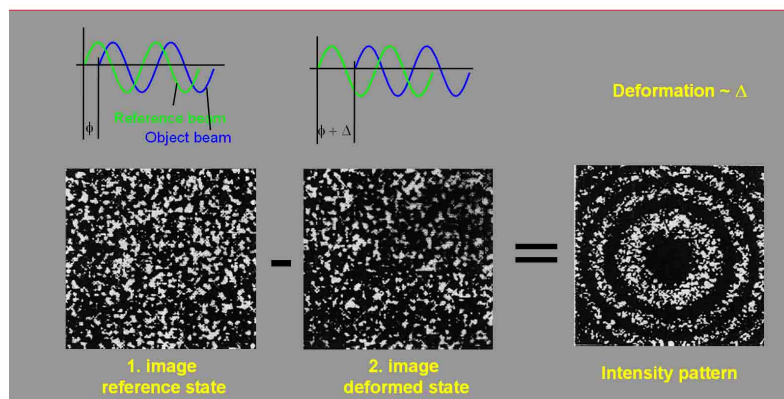 Reference beam
Object beam
ϕ
ϕ + Δ
Deformation ~ Δ
1. image
reference state
2. image
deformed state
Intensity pattern